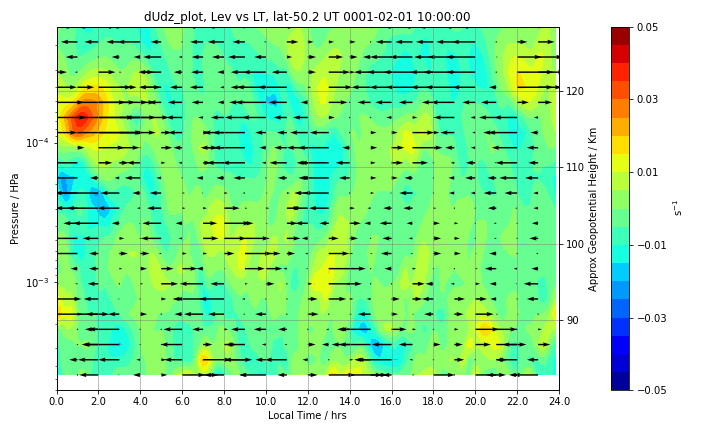 dUdz_plot, Lev vs LT, lat-50.2 UT 0001-02-01 10:00:00
Pressure / HPa
10⁻⁴
10⁻³
0.0 2.0 4.0 6.0 8.0 10.0 12.0 14.0 16.0 18.0 20.0 22.0 24.0
Local Time / hrs
120
110
100
90
Approx Geopotential Height / Km
0.05
0.03
0.01
−0.01
−0.03
−0.05
s⁻¹